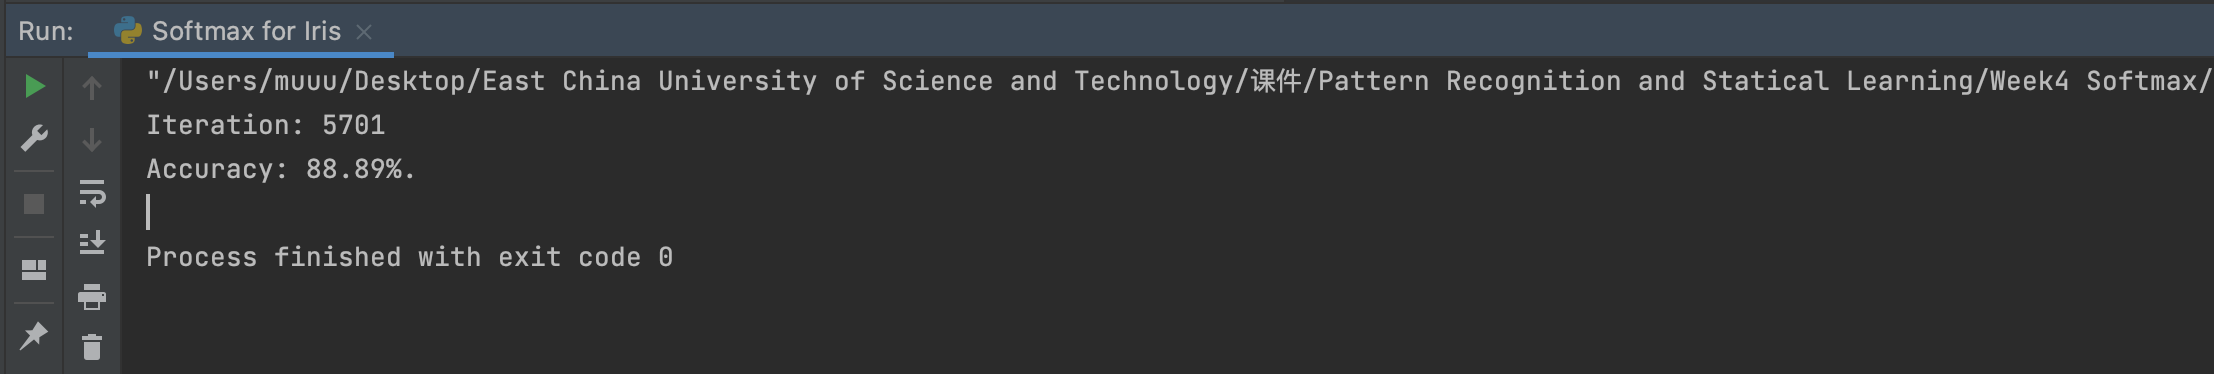 Run: Softmax for Iris
"/Users/muuu/Desktop/East China University of Science and Technology/课件/Pattern Recognition and Statical Learning/Week4 Softmax/
Iteration: 5701
Accuracy: 88.89%.
Process finished with exit code 0